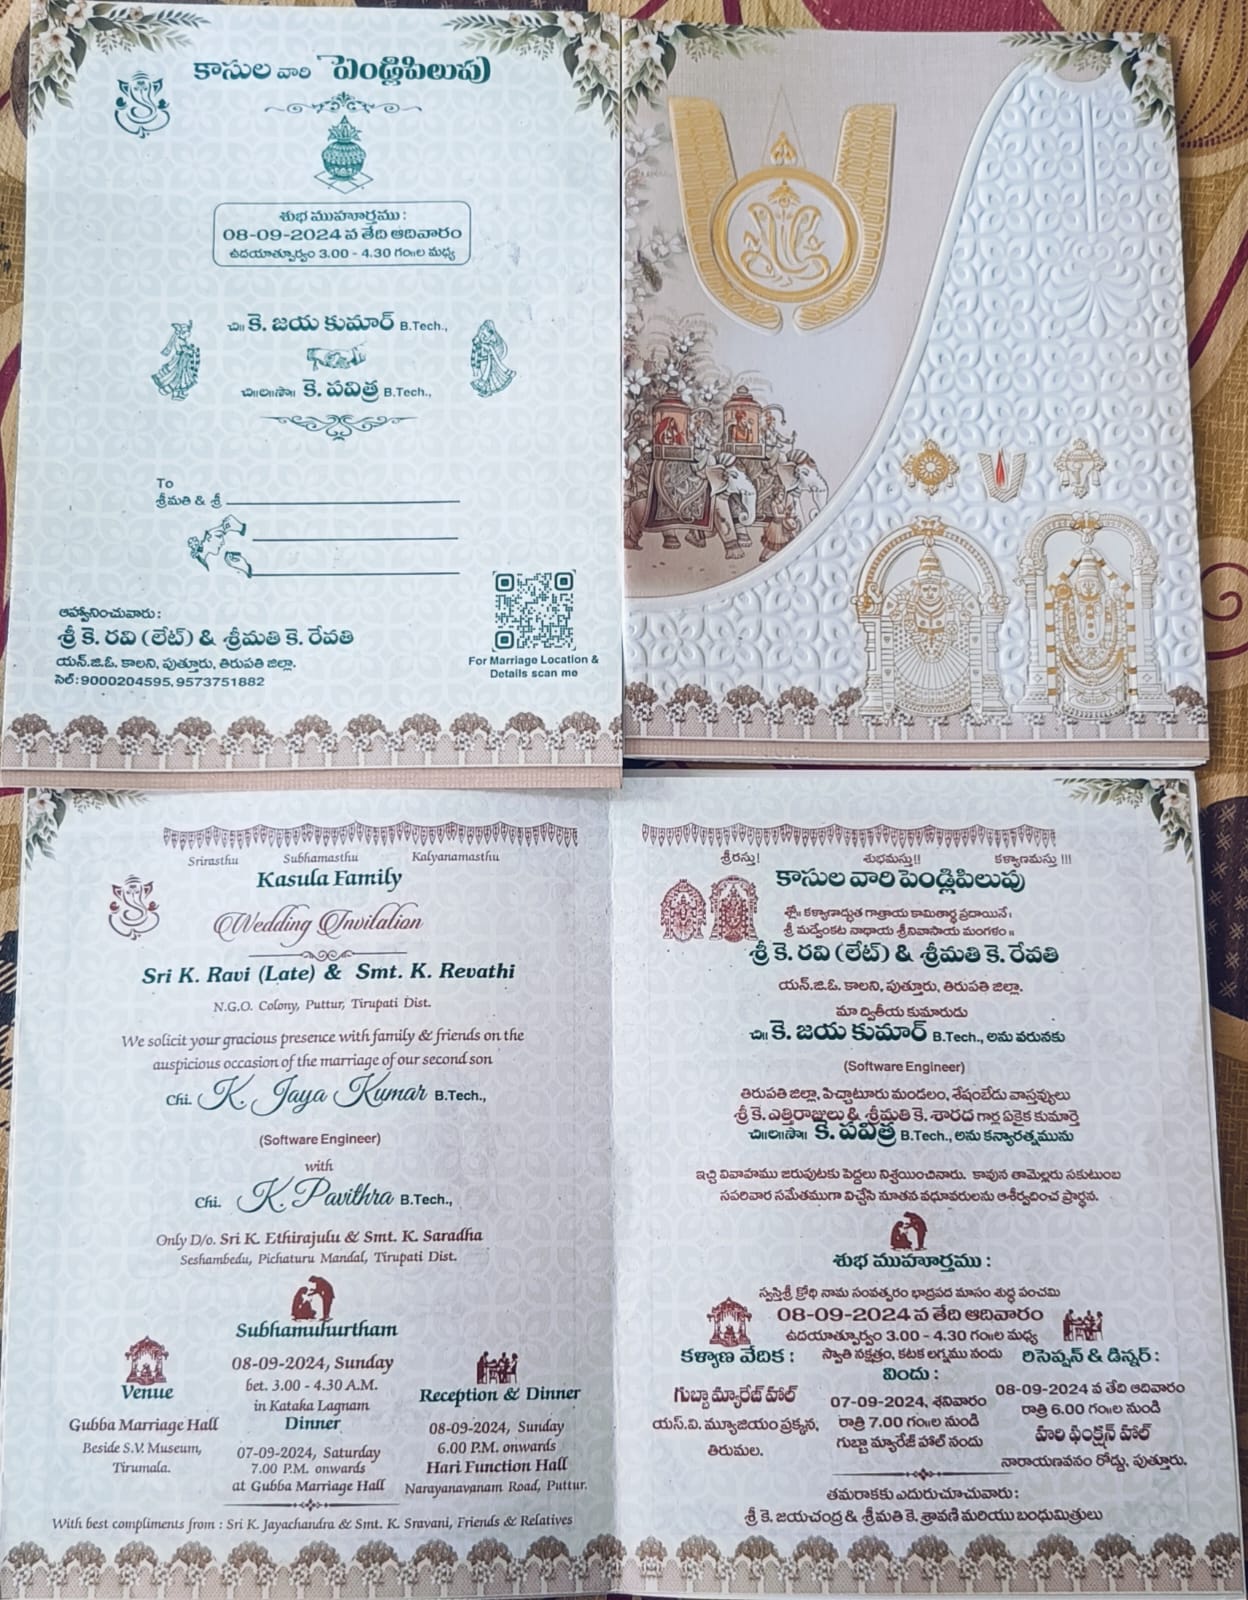 కాసుల వారి పెండ్లిపిలుపు
శుభ ముహూర్తము :
08-09-2024 వ తేది ఆదివారం
ఉదయాత్పూర్వం 3.00 - 4.30 గం॥ల మధ్య
చి॥ కె. జయ కుమార్ B.Tech.,
చి॥ల॥సౌ॥ కె. పవిత్ర B.Tech.,
To
శ్రీమతి & శ్రీ
ఆహ్వానించువారు :
శ్రీ కె. రవి (లేట్) & శ్రీమతి కె. రేవతి
యన్.జి.ఓ. కాలని, పుత్తూరు, తిరుపతి జిల్లా.
సెల్ : 9000204595, 9573751882
For Marriage Location &
Details scan me
Srirasthu Subhamasthu Kalyanamasthu
Kasula Family
Wedding Invitation
Sri K. Ravi (Late) & Smt. K. Revathi
N.G.O. Colony, Puttur, Tirupati Dist.
We solicit your gracious presence with family & friends on the
auspicious occasion of the marriage of our second son
Chi. K. Jaya Kumar B.Tech.,
(Software Engineer)
with
Chi. K. Pavithra B.Tech.,
Only D/o. Sri K. Ethirajulu & Smt. K. Saradha
Seshambedu, Pichaturu Mandal, Tirupati Dist.
Subhamuhurtham
08-09-2024, Sunday
bet. 3.00 - 4.30 A.M.
in Kataka Lagnam
Venue
Gubba Marriage Hall
Beside S.V. Museum,
Tirumala.
Dinner
07-09-2024, Saturday
7.00 P.M. onwards
at Gubba Marriage Hall
Reception & Dinner
08-09-2024, Sunday
6.00 P.M. onwards
Hari Function Hall
Narayanavanam Road, Puttur.
With best compliments from : Sri K. Jayachandra & Smt. K. Sravani, Friends & Relatives
శ్రీరస్తు! శుభమస్తు!! కళ్యాణమస్తు !!!
కాసుల వారి పెండ్లిపిలుపు
శ్లో॥ కళ్యాణాద్భుత గాత్రాయ కామితార్థ ప్రదాయినే।
శ్రీ మద్వేంకట నాథాయ శ్రీనివాసాయ మంగళం॥
శ్రీ కె. రవి (లేట్) & శ్రీమతి కె. రేవతి
యన్.జి.ఓ. కాలని, పుత్తూరు, తిరుపతి జిల్లా.
మా ద్వితీయ కుమారుడు
చి॥ కె. జయ కుమార్ B.Tech., అను వరునకు
(Software Engineer)
తిరుపతి జిల్లా, పిచ్చాటూరు మండలం, శేషంబేడు వాస్తవ్యులు
శ్రీ కె. ఎత్తిరాజులు & శ్రీమతి కె. శారద గార్ల ఏకైక కుమార్తె
చి॥ల॥సౌ॥ కె. పవిత్ర B.Tech., అను కన్యారత్నమును
ఇచ్చి వివాహము జరుపుటకు పెద్దలు నిశ్చయించినారు. కావున తామెల్లరు సకుటుంబ
సపరివార సమేతముగా విచ్చేసి నూతన వధూవరులను ఆశీర్వదించ ప్రార్థన.
శుభ ముహూర్తము :
స్వస్తిశ్రీ క్రోధి నామ సంవత్సరం భాద్రపద మాసం శుద్ధ పంచమి
08-09-2024 వ తేది ఆదివారం
ఉదయాత్పూర్వం 3.00 - 4.30 గం॥ల మధ్య
స్వాతి నక్షత్రం, కటక లగ్నము నందు
కళ్యాణ వేదిక :
గుబ్బా మ్యారేజ్ హాల్
యస్.వి. మ్యూజియం ప్రక్కన,
తిరుమల.
విందు :
07-09-2024, శనివారం
రాత్రి 7.00 గం॥ల నుండి
గుబ్బా మ్యారేజ్ హాల్ నందు
రిసెప్షన్ & డిన్నర్ :
08-09-2024 వ తేది ఆదివారం
రాత్రి 6.00 గం॥ల నుండి
హరి ఫంక్షన్ హాల్
నారాయణవనం రోడ్డు, పుత్తూరు.
తమరాకకు ఎదురుచూచువారు :
శ్రీ కె. జయచంద్ర & శ్రీమతి కె. శ్రావణి మరియు బంధుమిత్రులు